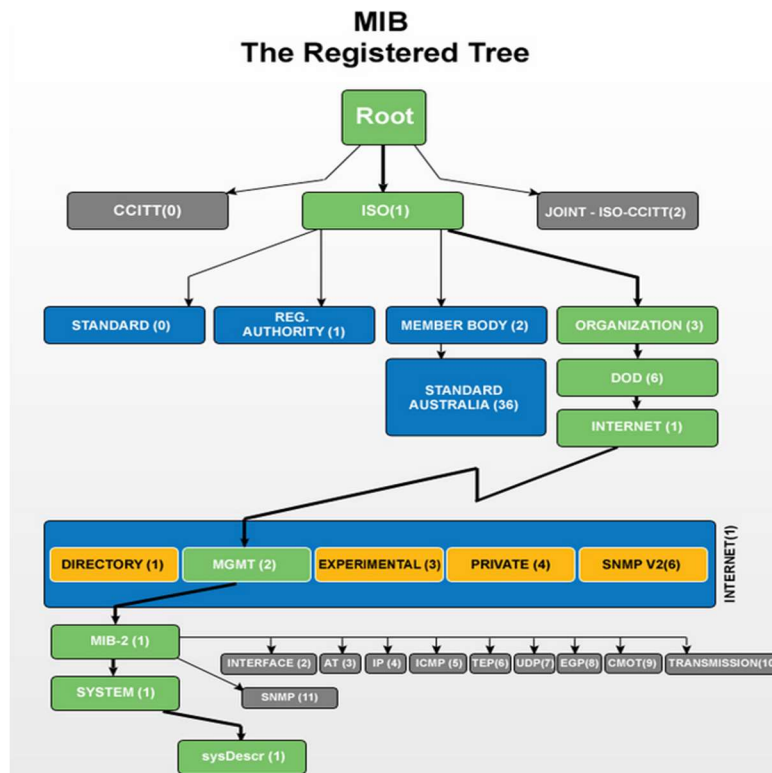 MIB
The Registered Tree
Root
CCITT(0)
ISO(1)
JOINT - ISO-CCITT(2)
STANDARD (0)
REG.
AUTHORITY (1)
MEMBER BODY (2)
ORGANIZATION (3)
STANDARD
AUSTRALIA (36)
DOD (6)
INTERNET (1)
DIRECTORY (1)
MGMT (2)
EXPERIMENTAL (3)
PRIVATE (4)
SNMP V2(6)
INTERNET(1)
MIB-2 (1)
INTERFACE (2)
AT (3)
IP (4)
ICMP (5)
TEP(6)
UDP(7)
EGP(8)
CMOT(9)
TRANSMISSION(10
SYSTEM (1)
SNMP (11)
sysDescr (1)